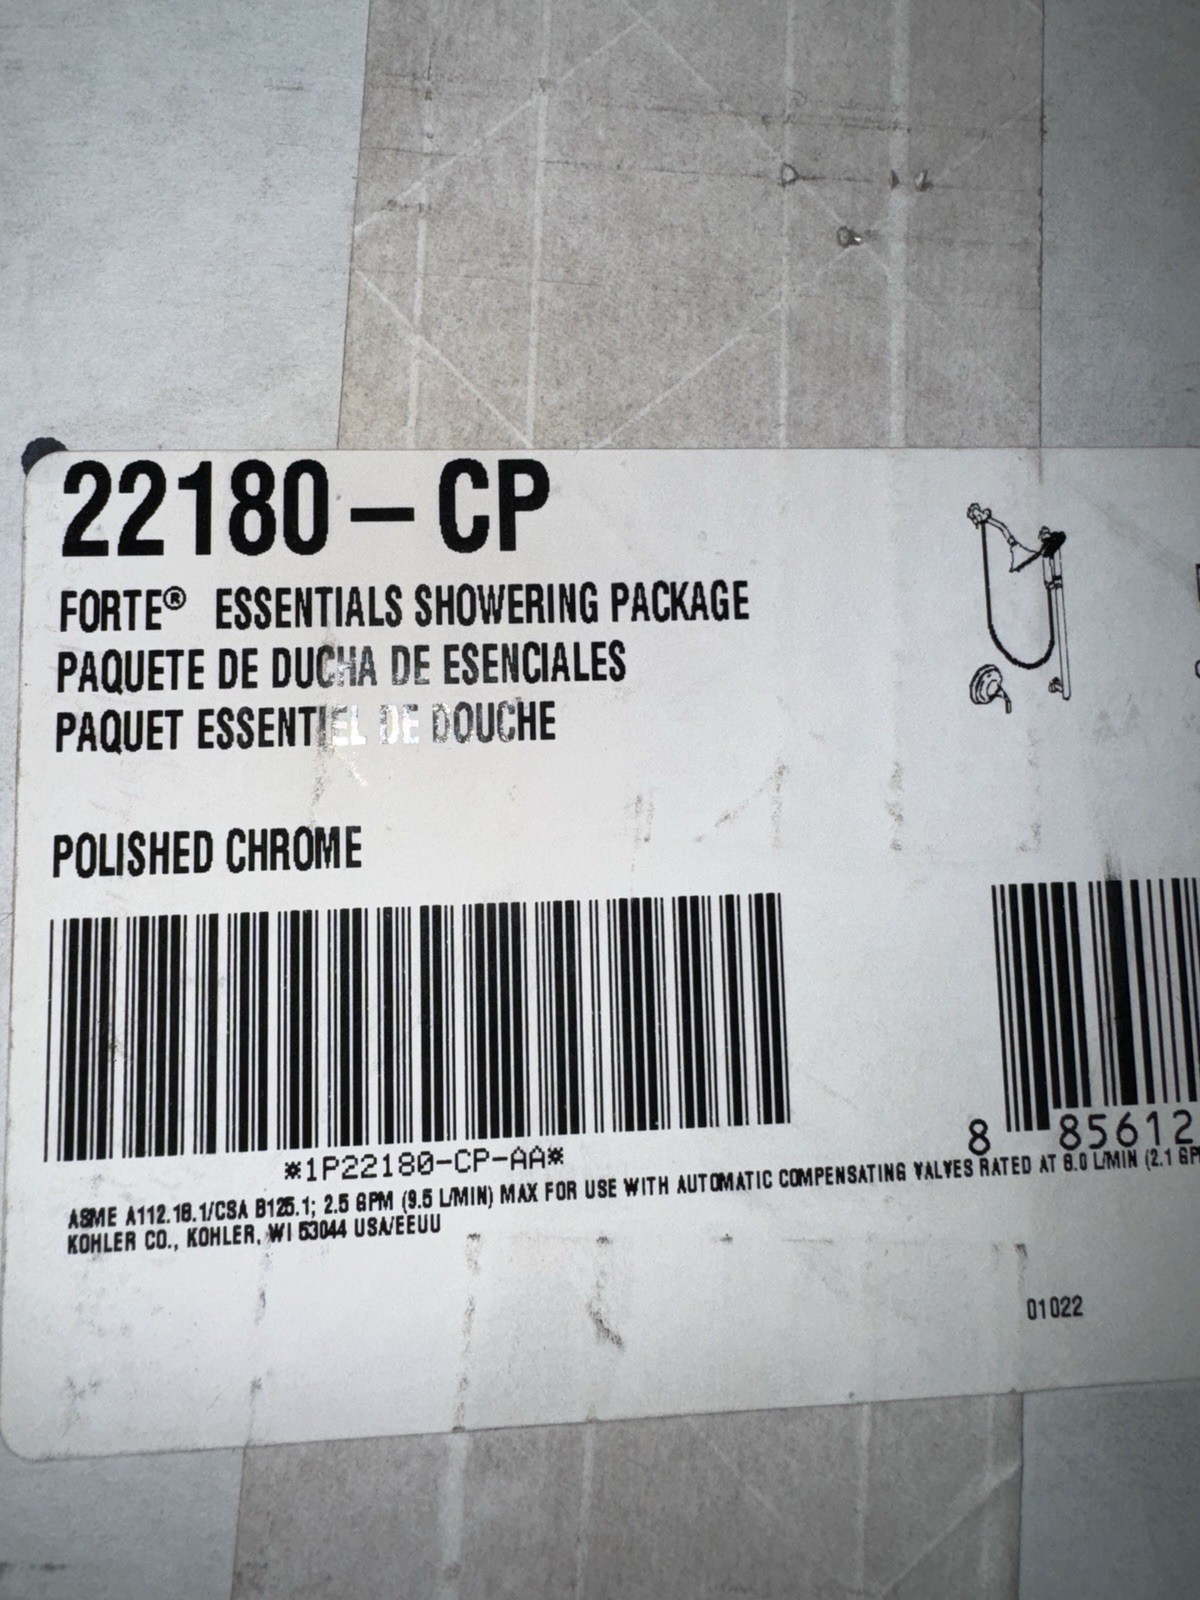 22180-CP
FORTE® ESSENTIALS SHOWERING PACKAGE
PAQUETE DE DUCHA DE ESENCIALES
PAQUET ESSENTIEL DE DOUCHE
POLISHED CHROME
*1P22180-CP-AA*
8 85612
ASME A112.18.1/CSA B125.1; 2.5 GPM (9.5 L/MIN) MAX FOR USE WITH AUTOMATIC COMPENSATING VALVES RATED AT 8.0 L/MIN (2.1 GP
KOHLER CO., KOHLER, WI 53044 USA/EEUU
01022